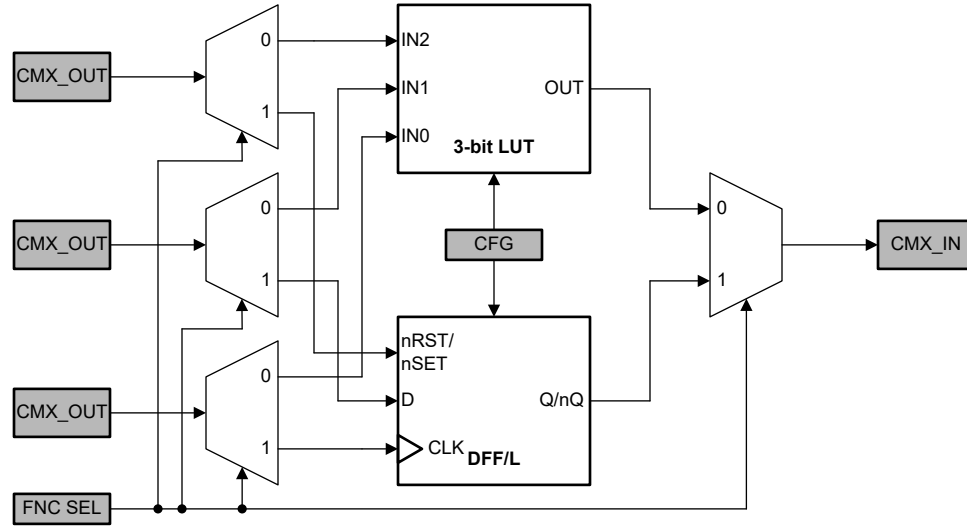 CMX_OUT
0
1
IN2
IN1
IN0
OUT
3-bit LUT
CMX_OUT
0
1
CFG
0
1
CMX_IN
CMX_OUT
0
1
nRST/
nSET
D
CLK
Q/nQ
DFF/L
FNC SEL